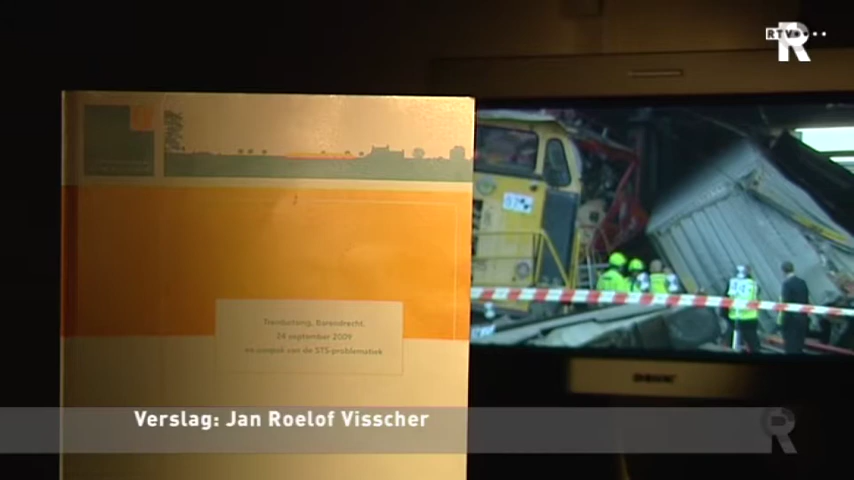 RTV
R
Treinbotsing, Barendrecht,
24 september 2009
en aanpak van de STS-problematiek
Verslag: Jan Roelof Visscher
R